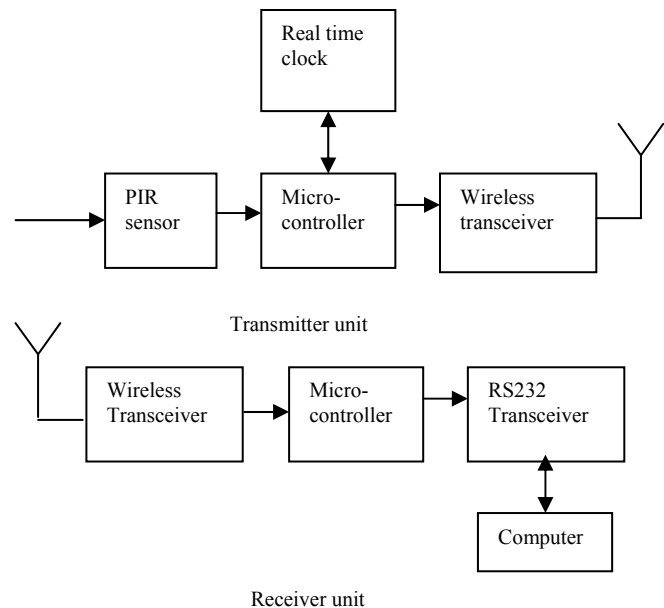 Real time
clock
PIR
sensor
Micro-
controller
Wireless
transceiver
Transmitter unit
Wireless
Transceiver
Micro-
controller
RS232
Transceiver
Computer
Receiver unit